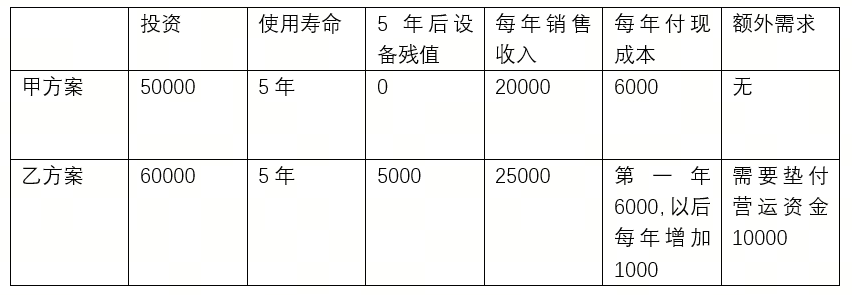 投资 使用寿命 5 年后设 每年销售 每年付现 额外需求
备残值 收入 成本
甲方案 50000 5 年 0 20000 6000 无
乙方案 60000 5 年 5000 25000 第一年 需要垫付
6000,以后 营运资金
每年增加 10000
1000